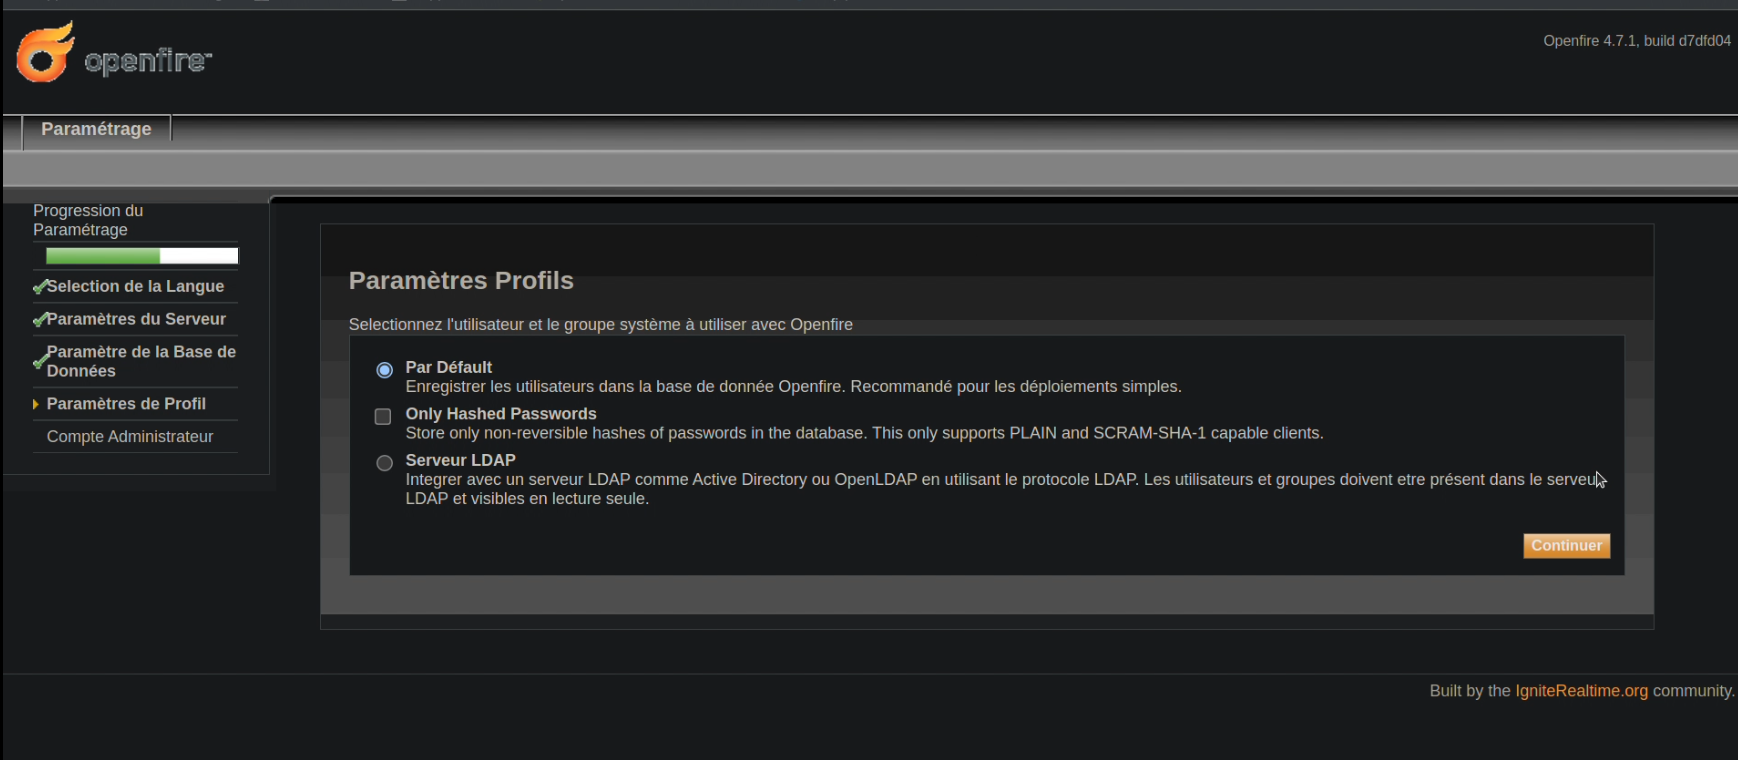 openfire™
Openfire 4.7.1, build d7dfd04
Paramétrage
Progression du
Paramétrage
Selection de la Langue
Paramètres du Serveur
Paramètre de la Base de
Données
Paramètres de Profil
Compte Administrateur
Paramètres Profils
Selectionnez l'utilisateur et le groupe système à utiliser avec Openfire
Par Défault
Enregistrer les utilisateurs dans la base de donnée Openfire. Recommandé pour les déploiements simples.
Only Hashed Passwords
Store only non-reversible hashes of passwords in the database. This only supports PLAIN and SCRAM-SHA-1 capable clients.
Serveur LDAP
Integrer avec un serveur LDAP comme Active Directory ou OpenLDAP en utilisant le protocole LDAP. Les utilisateurs et groupes doivent etre présent dans le serveur
LDAP et visibles en lecture seule.
Continuer
Built by the IgniteRealtime.org community.